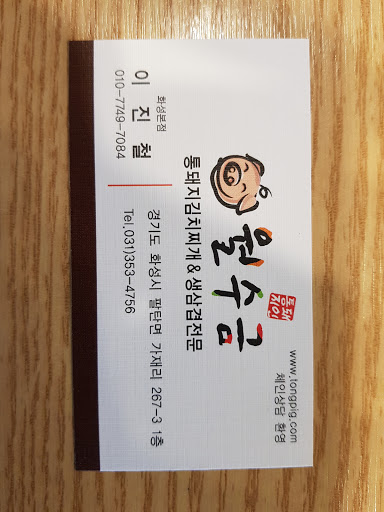 www.tongpig.com
체인상담 환영
월수금
통돼지인
통돼지김치찌개 & 생삼겹전문
화성본점
이 진 철
010-7749-7084
경기도 화성시 팔탄면 가재리 267-3 1층
Tel.031)353-4756